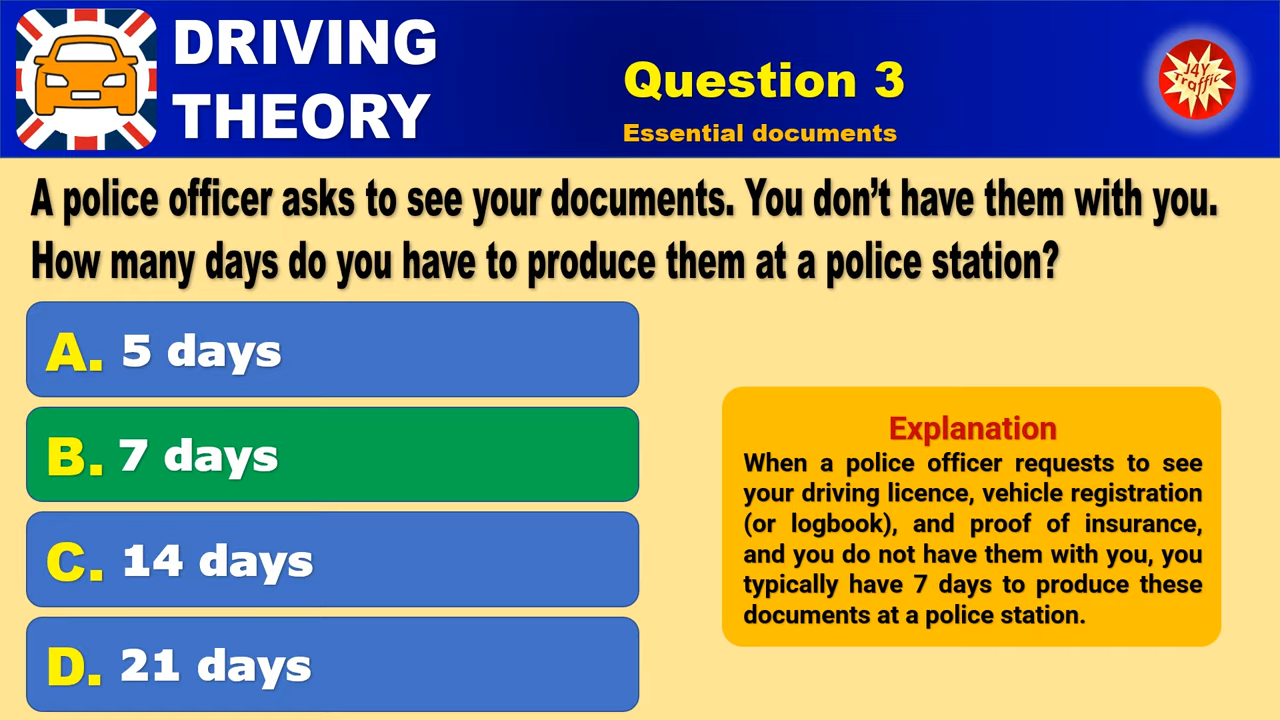 DRIVING
THEORY
Question 3
Essential documents
J4Y
Traffic
A police officer asks to see your documents. You don’t have them with you.
How many days do you have to produce them at a police station?
A. 5 days
B. 7 days
C. 14 days
D. 21 days
Explanation
When a police officer requests to see
your driving licence, vehicle registration
(or logbook), and proof of insurance,
and you do not have them with you, you
typically have 7 days to produce these
documents at a police station.